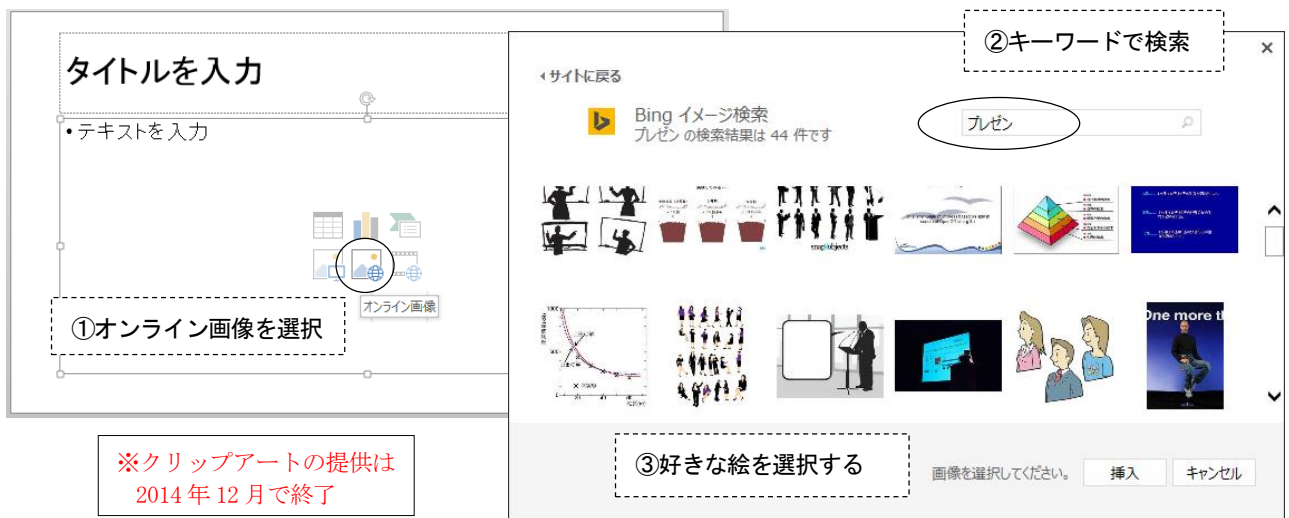 タイトルを入力
•テキストを入力
オンライン画像
①オンライン画像を選択
※クリップアートの提供は
2014年12月で終了
②キーワードで検索
×
サイトに戻る
Bing イメージ検索
プレゼン の検索結果は 44 件です
プレゼン
One more t
③好きな絵を選択する
画像を選択してください。
挿入
キャンセル